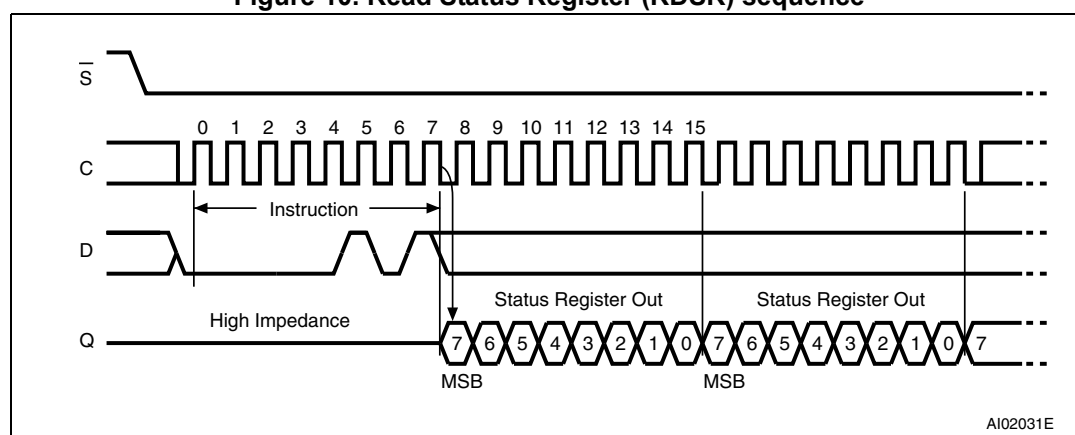 Figure 10. Read Status Register (RDSR) sequence
S
0 1 2 3 4 5 6 7 8 9 10 11 12 13 14 15
C
Instruction
D
Status Register Out Status Register Out
High Impedance
Q 7 6 5 4 3 2 1 0 7 6 5 4 3 2 1 0 7
MSB MSB
AI02031E